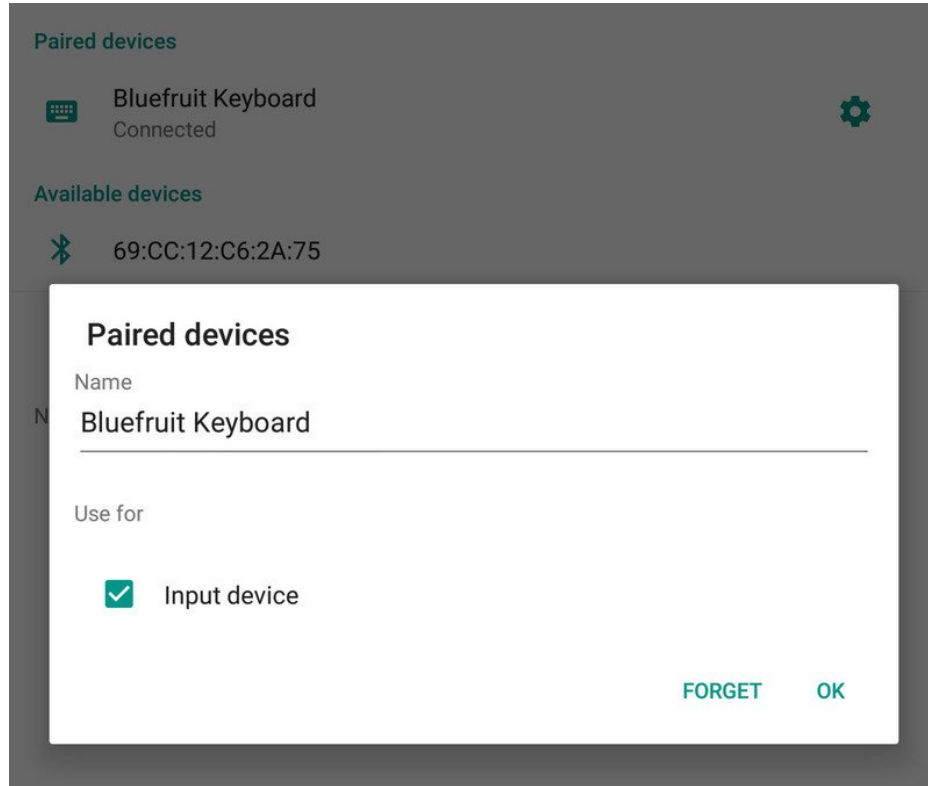 Paired devices
Bluefruit Keyboard
Connected
Available devices
69:CC:12:C6:2A:75
Paired devices
Name
N
Bluefruit Keyboard
Use for
Input device
FORGET OK